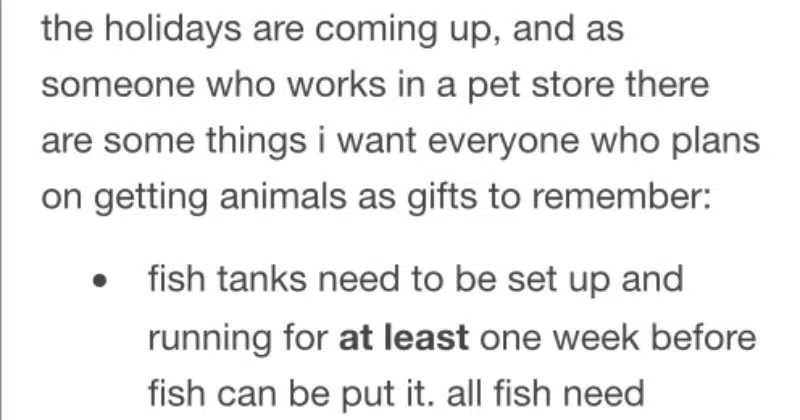 the holidays are coming up, and as
someone who works in a pet store there
are some things i want everyone who plans
on getting animals as gifts to remember:
• fish tanks need to be set up and
running for at least one week before
fish can be put it. all fish need